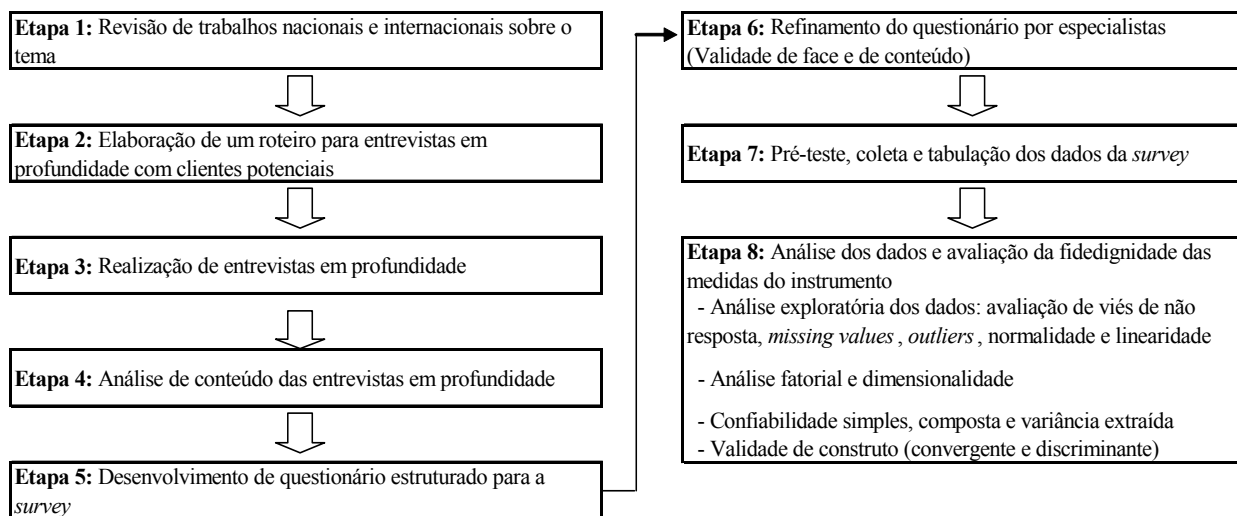 Etapa 1: Revisão de trabalhos nacionais e internacionais sobre o
tema
Etapa 2: Elaboração de um roteiro para entrevistas em
profundidade com clientes potenciais
Etapa 3: Realização de entrevistas em profundidade
Etapa 4: Análise de conteúdo das entrevistas em profundidade
Etapa 5: Desenvolvimento de questionário estruturado para a
survey
Etapa 6: Refinamento do questionário por especialistas
(Validade de face e de conteúdo)
Etapa 7: Pré-teste, coleta e tabulação dos dados da survey
Etapa 8: Análise dos dados e avaliação da fidedignidade das
medidas do instrumento
- Análise exploratória dos dados: avaliação de viés de não
resposta, missing values , outliers , normalidade e linearidade
- Análise fatorial e dimensionalidade
- Confiabilidade simples, composta e variância extraída
- Validade de construto (convergente e discriminante)